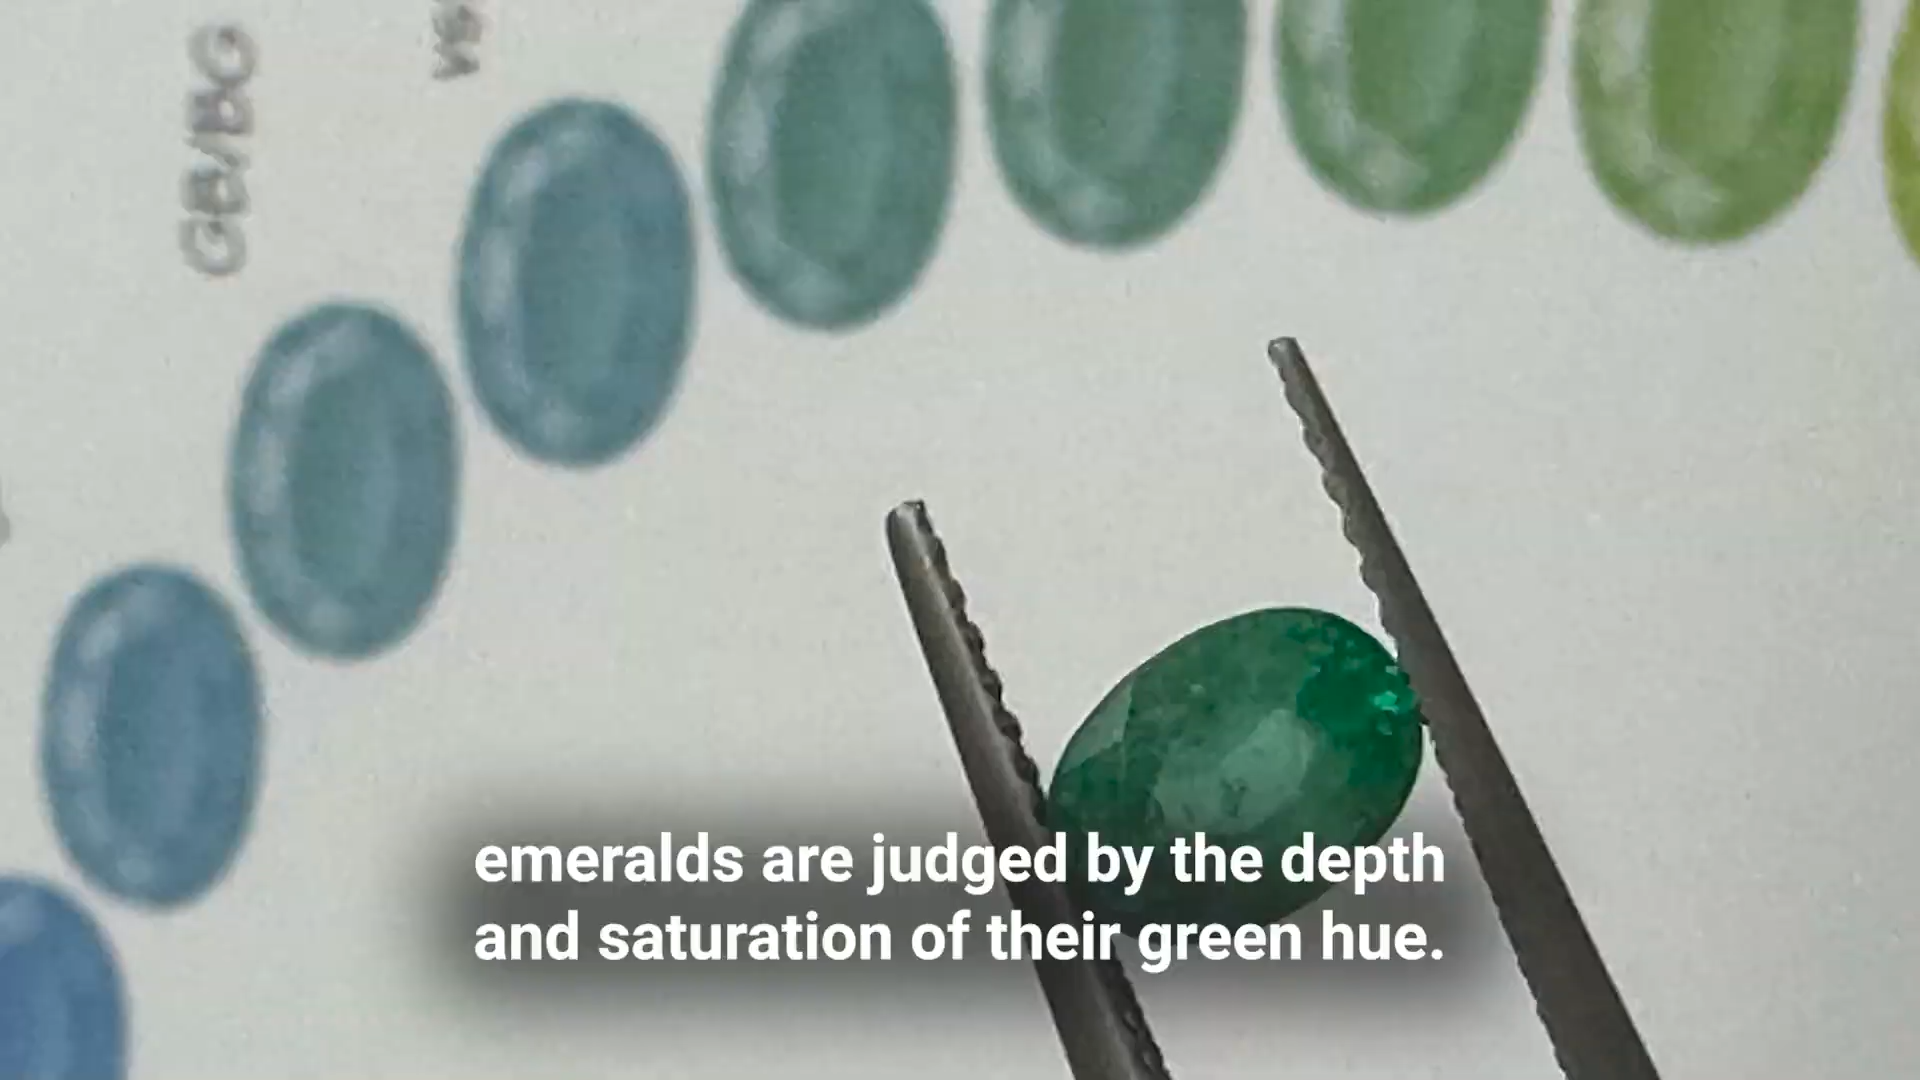 GB/BG
emeralds are judged by the depth
and saturation of their green hue.